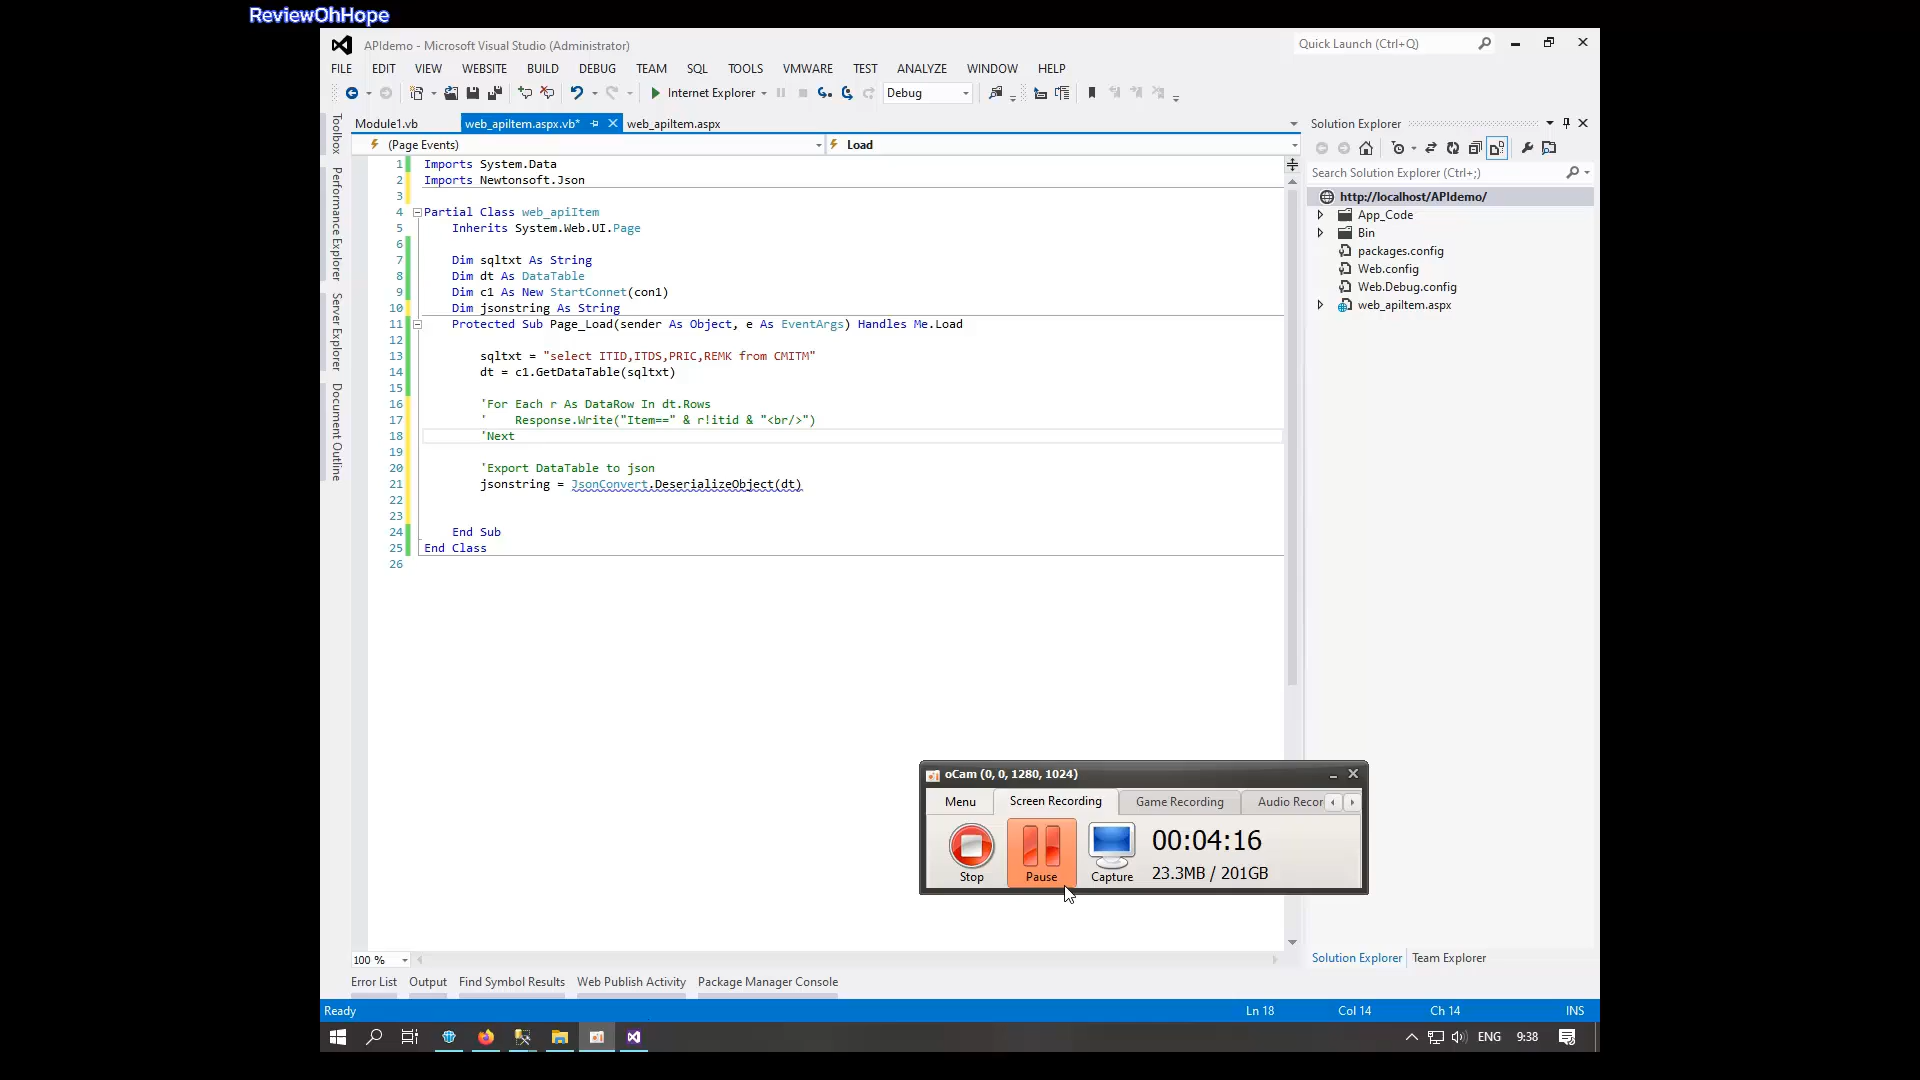 ReviewOhHope
APIdemo - Microsoft Visual Studio (Administrator)
Quick Launch (Ctrl+Q)
FILE EDIT VIEW WEBSITE BUILD DEBUG TEAM SQL TOOLS VMWARE TEST ANALYZE WINDOW HELP
Internet Explorer
Debug
Toolbox
Performance Explorer
Server Explorer
Document Outline
Module1.vb
web_apiItem.aspx.vb*
web_apiItem.aspx
(Page Events)
Load
1 Imports System.Data
2 Imports Newtonsoft.Json
3
4 Partial Class web_apiItem
5 Inherits System.Web.UI.Page
6
7 Dim sqltxt As String
8 Dim dt As DataTable
9 Dim c1 As New StartConnet(con1)
10 Dim jsonstring As String
11 Protected Sub Page_Load(sender As Object, e As EventArgs) Handles Me.Load
12
13 sqltxt = "select ITID,ITDS,PRIC,REMK from CMITM"
14 dt = c1.GetDataTable(sqltxt)
15
16 'For Each r As DataRow In dt.Rows
17 ' Response.Write("Item==" & r!itid & "<br/>")
18 'Next
19
20 'Export DataTable to json
21 jsonstring = JsonConvert.DeserializeObject(dt)
22
23
24 End Sub
25 End Class
26
Solution Explorer
Search Solution Explorer (Ctrl+;)
http://localhost/APIdemo/
App_Code
Bin
packages.config
Web.config
Web.Debug.config
web_apiItem.aspx
oCam (0, 0, 1280, 1024)
Menu
Screen Recording
Game Recording
Audio Recor
Stop
Pause
Capture
00:04:16
23.3MB / 201GB
100 %
Solution Explorer
Team Explorer
Error List
Output
Find Symbol Results
Web Publish Activity
Package Manager Console
Ready
Ln 18
Col 14
Ch 14
INS
ENG
9:38